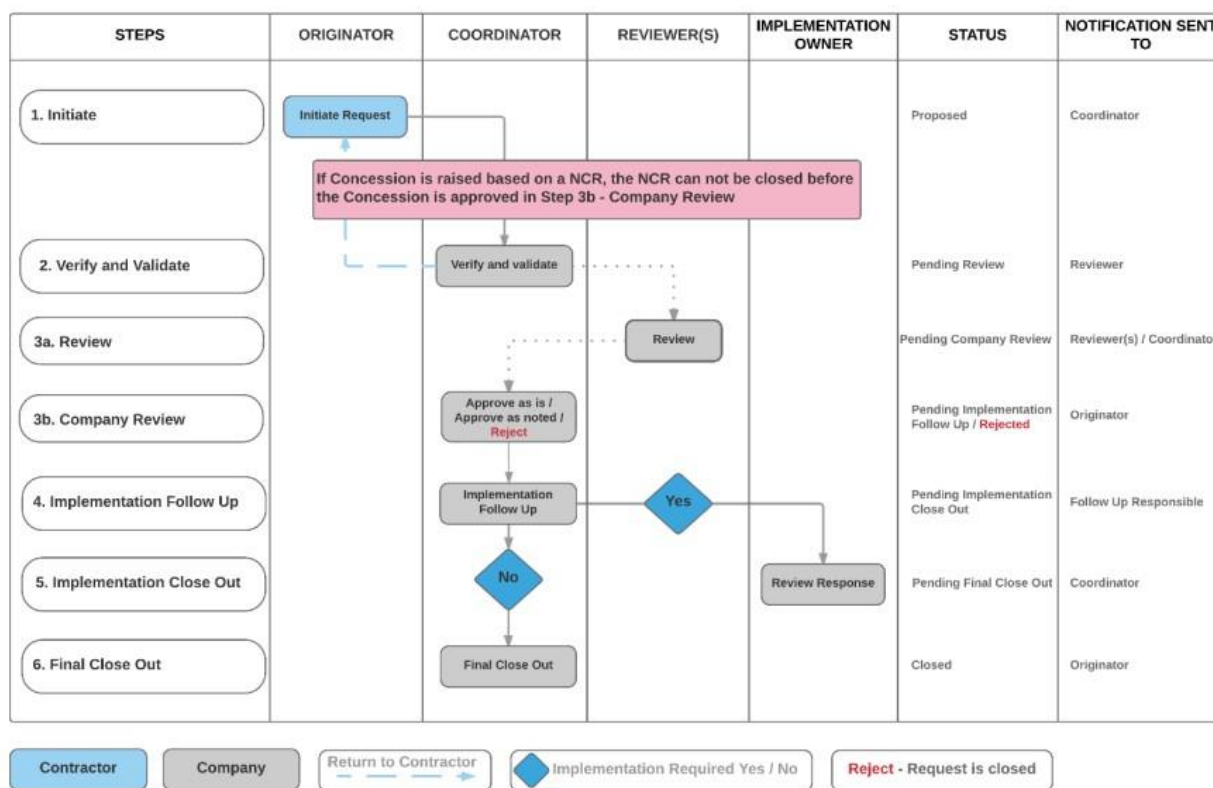 STEPS
ORIGINATOR
COORDINATOR
REVIEWER(S)
IMPLEMENTATION
OWNER
STATUS
NOTIFICATION SENT
TO
1. Initiate
Initiate Request
Proposed
Coordinator
If Concession is raised based on a NCR, the NCR can not be closed before
the Concession is approved in Step 3b - Company Review
2. Verify and Validate
Verify and validate
Pending Review
Reviewer
3a. Review
Review
Pending Company Review
Reviewer(s) / Coordinato
3b. Company Review
Approve as is /
Approve as noted /
Reject
Pending Implementation
Follow Up / Rejected
Originator
4. Implementation Follow Up
Implementation
Follow Up
Yes
Pending Implementation
Close Out
Follow Up Responsible
5. Implementation Close Out
No
Review Response
Pending Final Close Out
Coordinator
6. Final Close Out
Final Close Out
Closed
Originator
Contractor
Company
Return to Contractor
Implementation Required Yes / No
Reject - Request is closed